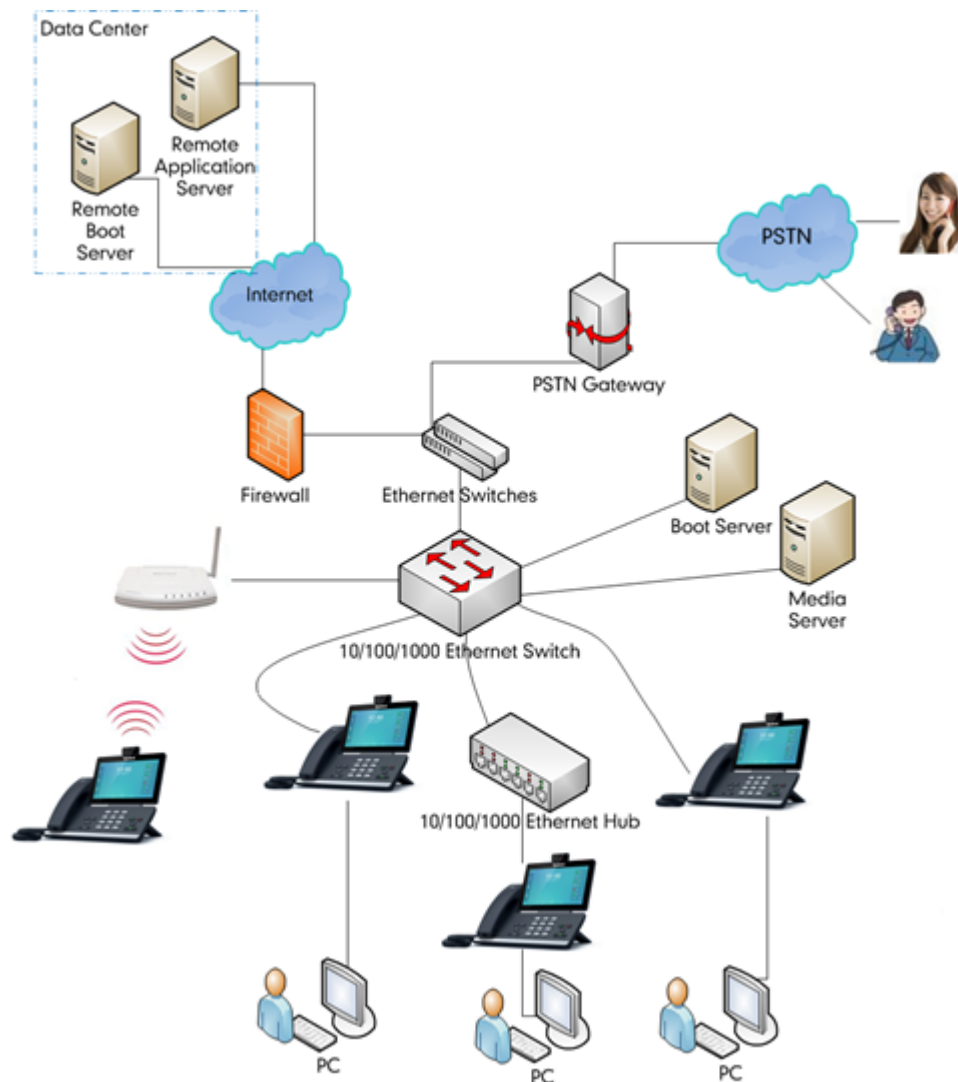 Data Center
Remote
Application
Server
Remote
Boot
Server
Internet
PSTN
PSTN Gateway
Firewall
Ethernet Switches
Boot Server
Media
Server
10/100/1000 Ethernet Switch
10/100/1000 Ethernet Hub
PC
PC
PC